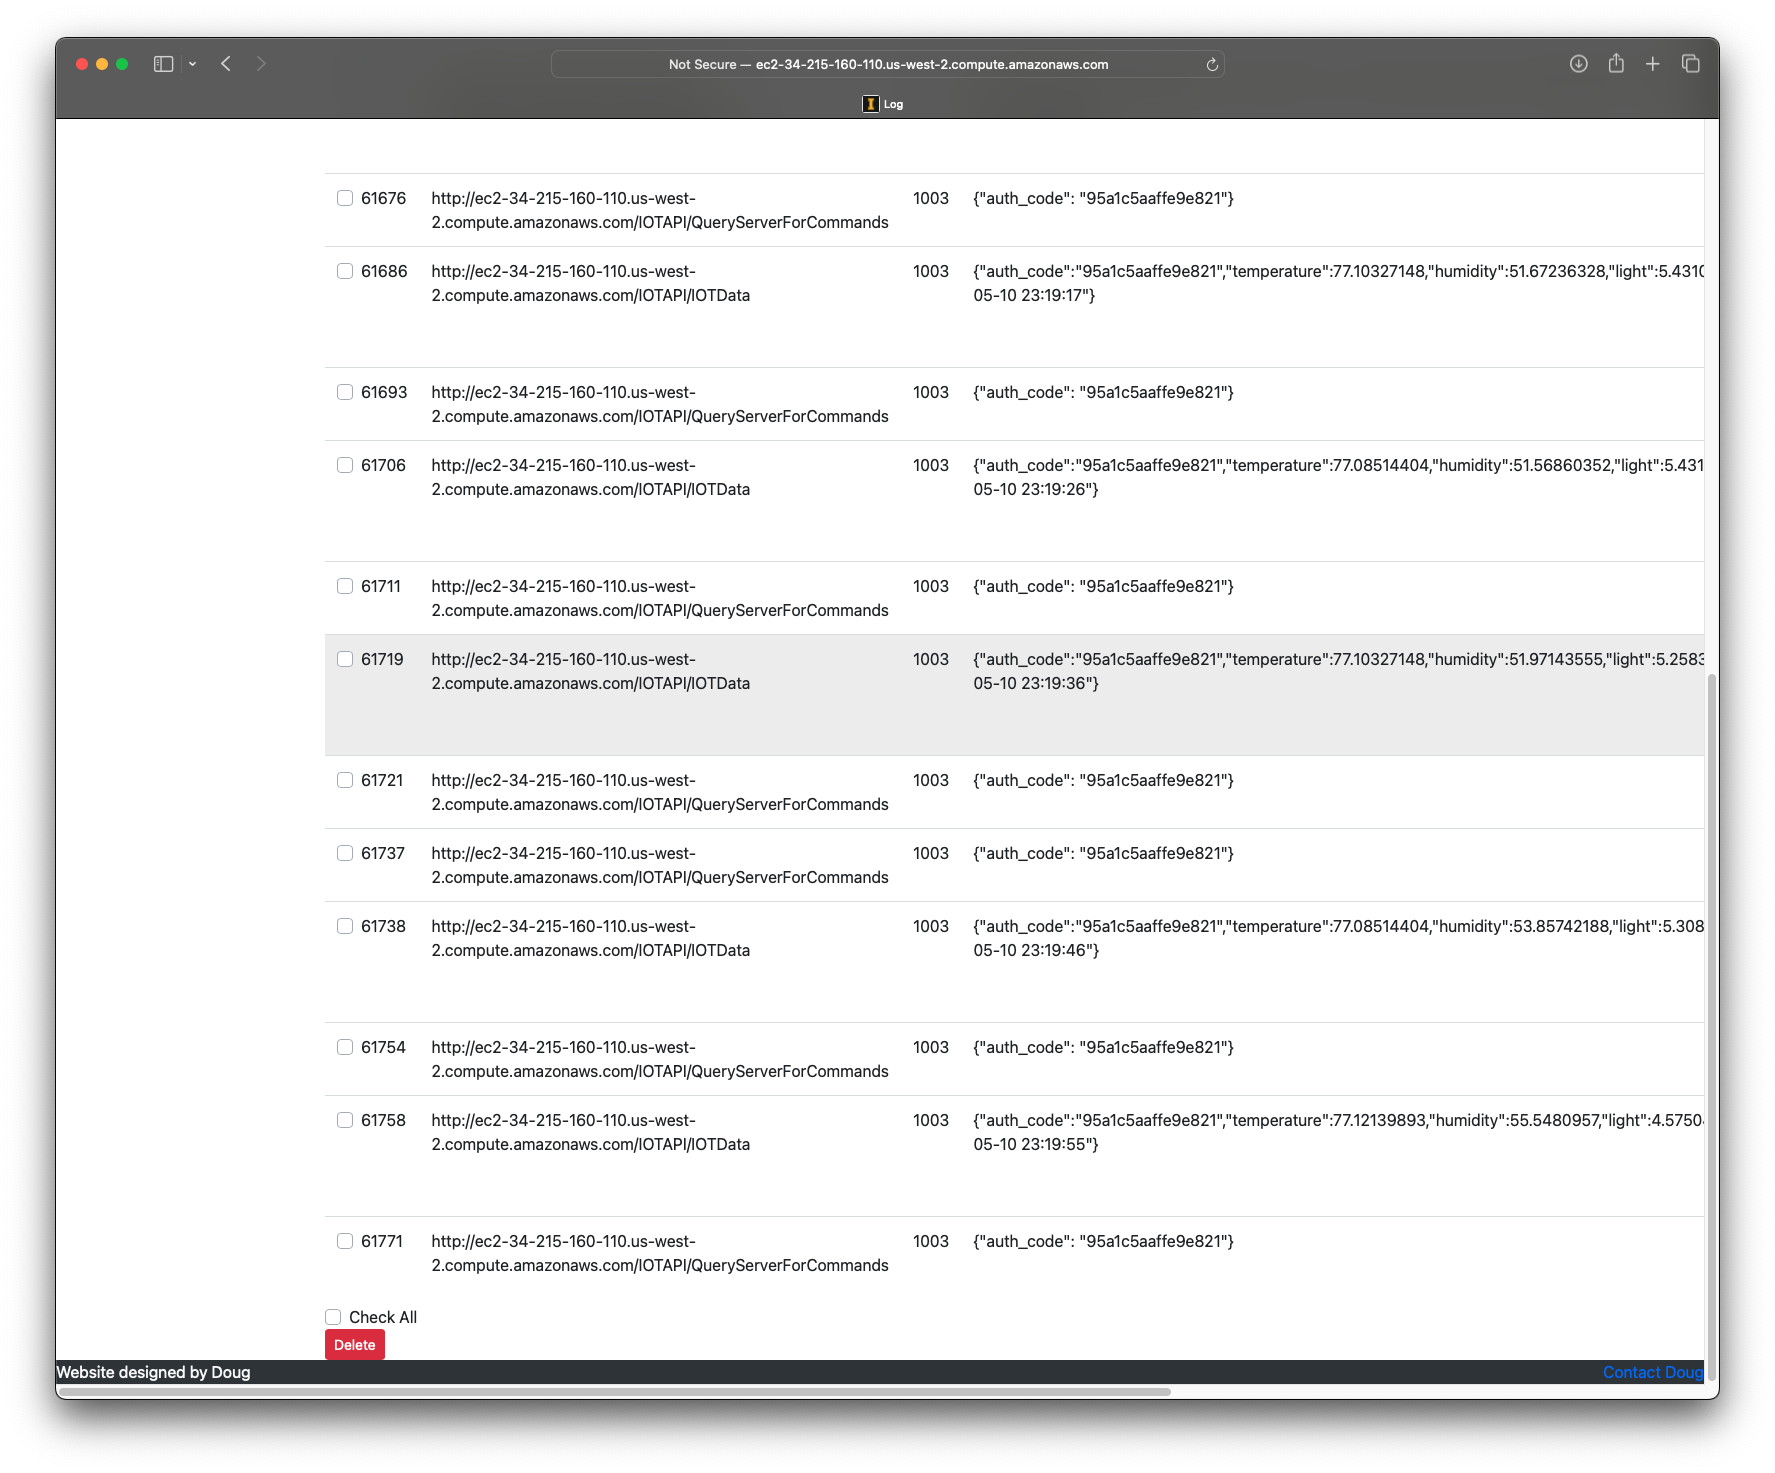 Not Secure — ec2-34-215-160-110.us-west-2.compute.amazonaws.com
Log
61676 http://ec2-34-215-160-110.us-west- 1003 {"auth_code": "95a1c5aaffe9e821"}
2.compute.amazonaws.com/IOTAPI/QueryServerForCommands
61686 http://ec2-34-215-160-110.us-west- 1003 {"auth_code":"95a1c5aaffe9e821","temperature":77.10327148,"humidity":51.67236328,"light":5.4310
2.compute.amazonaws.com/IOTAPI/IOTData 05-10 23:19:17"}
61693 http://ec2-34-215-160-110.us-west- 1003 {"auth_code": "95a1c5aaffe9e821"}
2.compute.amazonaws.com/IOTAPI/QueryServerForCommands
61706 http://ec2-34-215-160-110.us-west- 1003 {"auth_code":"95a1c5aaffe9e821","temperature":77.08514404,"humidity":51.56860352,"light":5.431
2.compute.amazonaws.com/IOTAPI/IOTData 05-10 23:19:26"}
61711 http://ec2-34-215-160-110.us-west- 1003 {"auth_code": "95a1c5aaffe9e821"}
2.compute.amazonaws.com/IOTAPI/QueryServerForCommands
61719 http://ec2-34-215-160-110.us-west- 1003 {"auth_code":"95a1c5aaffe9e821","temperature":77.10327148,"humidity":51.97143555,"light":5.2583
2.compute.amazonaws.com/IOTAPI/IOTData 05-10 23:19:36"}
61721 http://ec2-34-215-160-110.us-west- 1003 {"auth_code": "95a1c5aaffe9e821"}
2.compute.amazonaws.com/IOTAPI/QueryServerForCommands
61737 http://ec2-34-215-160-110.us-west- 1003 {"auth_code": "95a1c5aaffe9e821"}
2.compute.amazonaws.com/IOTAPI/QueryServerForCommands
61738 http://ec2-34-215-160-110.us-west- 1003 {"auth_code":"95a1c5aaffe9e821","temperature":77.08514404,"humidity":53.85742188,"light":5.308
2.compute.amazonaws.com/IOTAPI/IOTData 05-10 23:19:46"}
61754 http://ec2-34-215-160-110.us-west- 1003 {"auth_code": "95a1c5aaffe9e821"}
2.compute.amazonaws.com/IOTAPI/QueryServerForCommands
61758 http://ec2-34-215-160-110.us-west- 1003 {"auth_code":"95a1c5aaffe9e821","temperature":77.12139893,"humidity":55.5480957,"light":4.5750
2.compute.amazonaws.com/IOTAPI/IOTData 05-10 23:19:55"}
61771 http://ec2-34-215-160-110.us-west- 1003 {"auth_code": "95a1c5aaffe9e821"}
2.compute.amazonaws.com/IOTAPI/QueryServerForCommands
Check All
Delete
Website designed by Doug Contact Doug